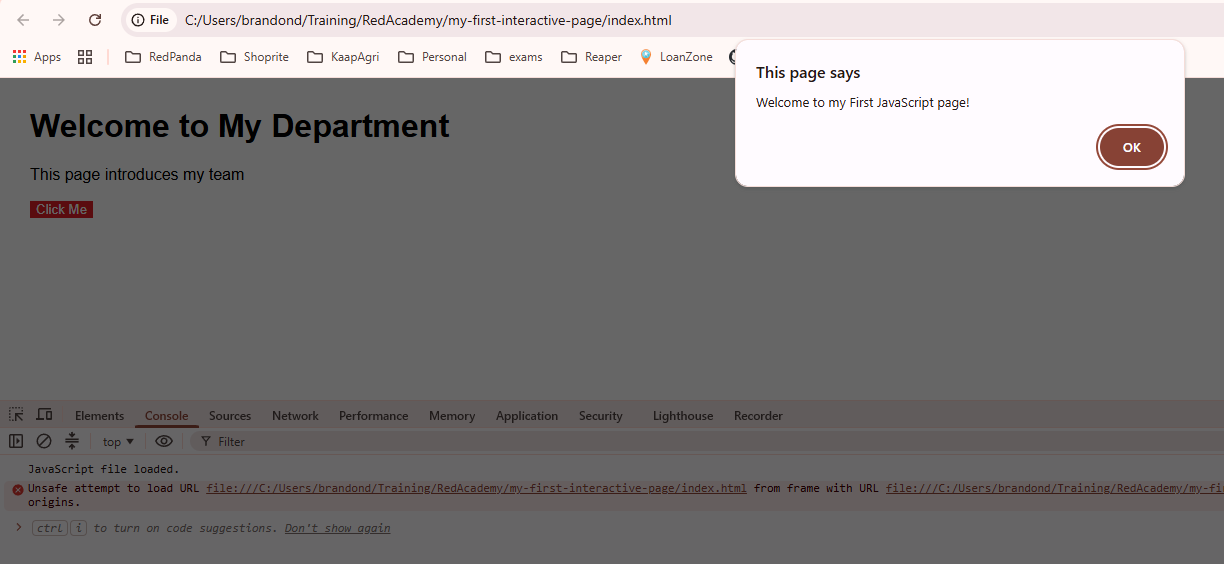 File C:/Users/brandond/Training/RedAcademy/my-first-interactive-page/index.html
Apps RedPanda Shoprite KaapAgri Personal exams Reaper LoanZone
This page says
Welcome to my First JavaScript page!
OK
Welcome to My Department
This page introduces my team
Click Me
Elements Console Sources Network Performance Memory Application Security Lighthouse Recorder
top Filter
JavaScript file loaded.
Unsafe attempt to load URL file:///C:/Users/brandond/Training/RedAcademy/my-first-interactive-page/index.html from frame with URL file:///C:/Users/brandond/Training/RedAcademy/my-fi
origins.
ctrl i to turn on code suggestions. Don't show again